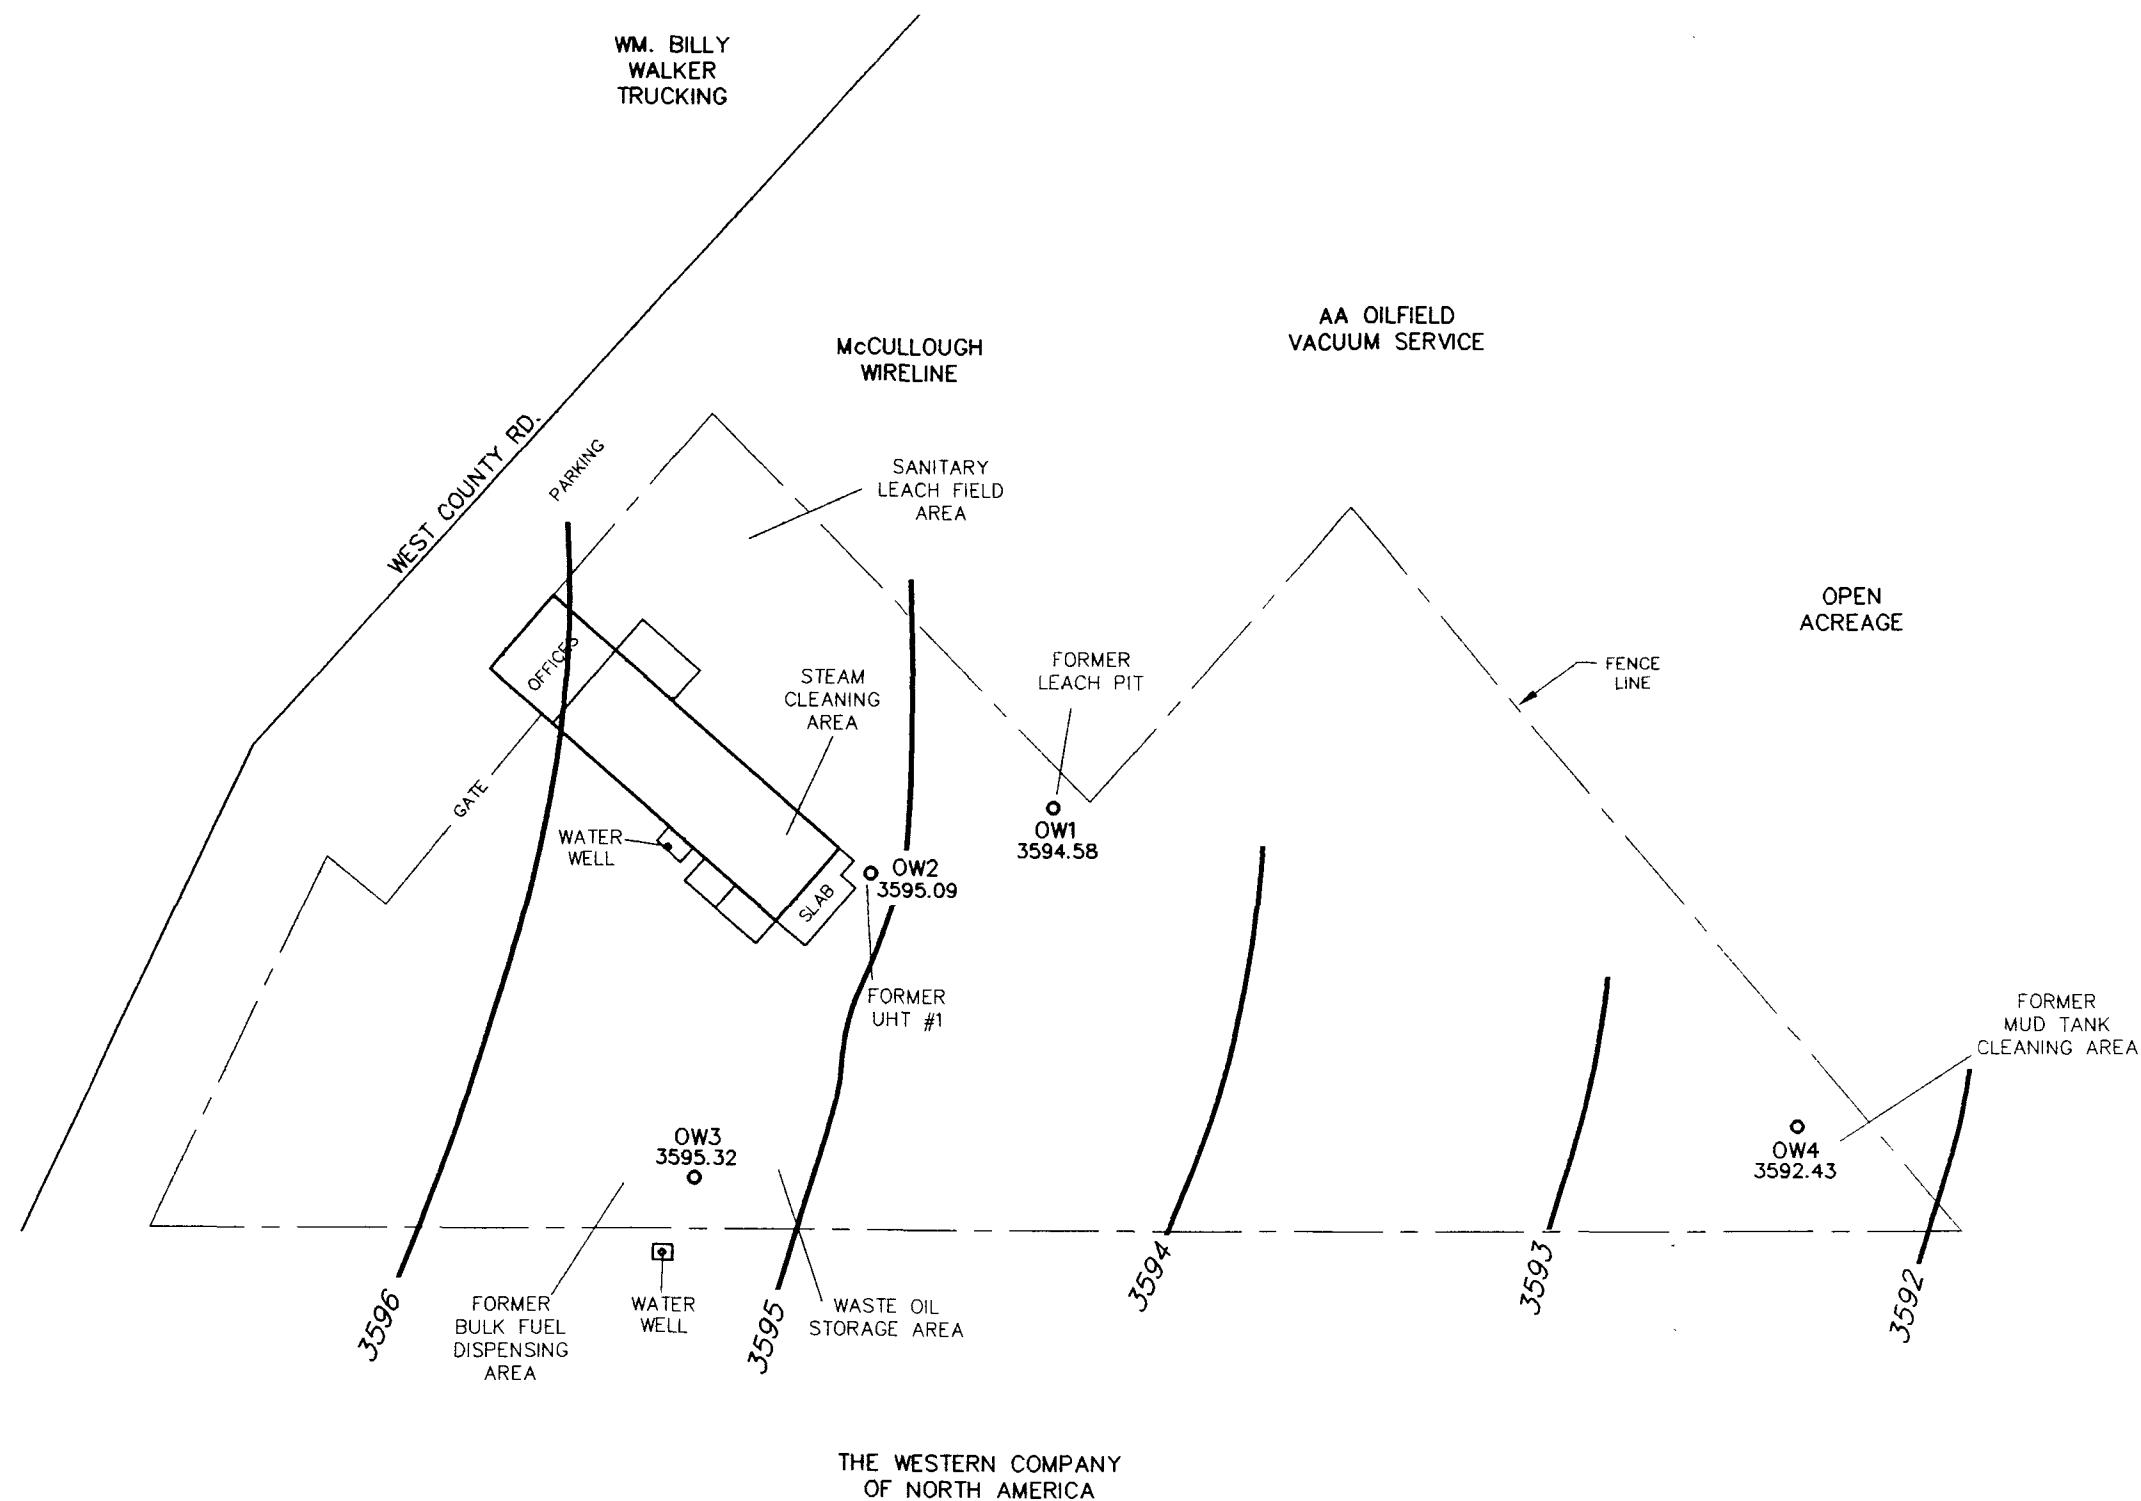 WM. BILLY
WALKER
TRUCKING
AA OILFIELD
VACUUM SERVICE
McCULLOUGH
WIRELINE
WEST COUNTY RD.
PARKING
SANITARY
LEACH FIELD
AREA
OPEN
ACREAGE
OFFICES
FORMER
LEACH PIT
FENCE
LINE
STEAM
CLEANING
AREA
GATE
WATER
WELL
OW1
3594.58
OW2
3595.09
SLAB
FORMER
UHT #1
FORMER
MUD TANK
CLEANING AREA
OW3
3595.32
OW4
3592.43
3596
FORMER
BULK FUEL
DISPENSING
AREA
WATER
WELL
3595
WASTE OIL
STORAGE AREA
3594
3593
3592
THE WESTERN COMPANY
OF NORTH AMERICA